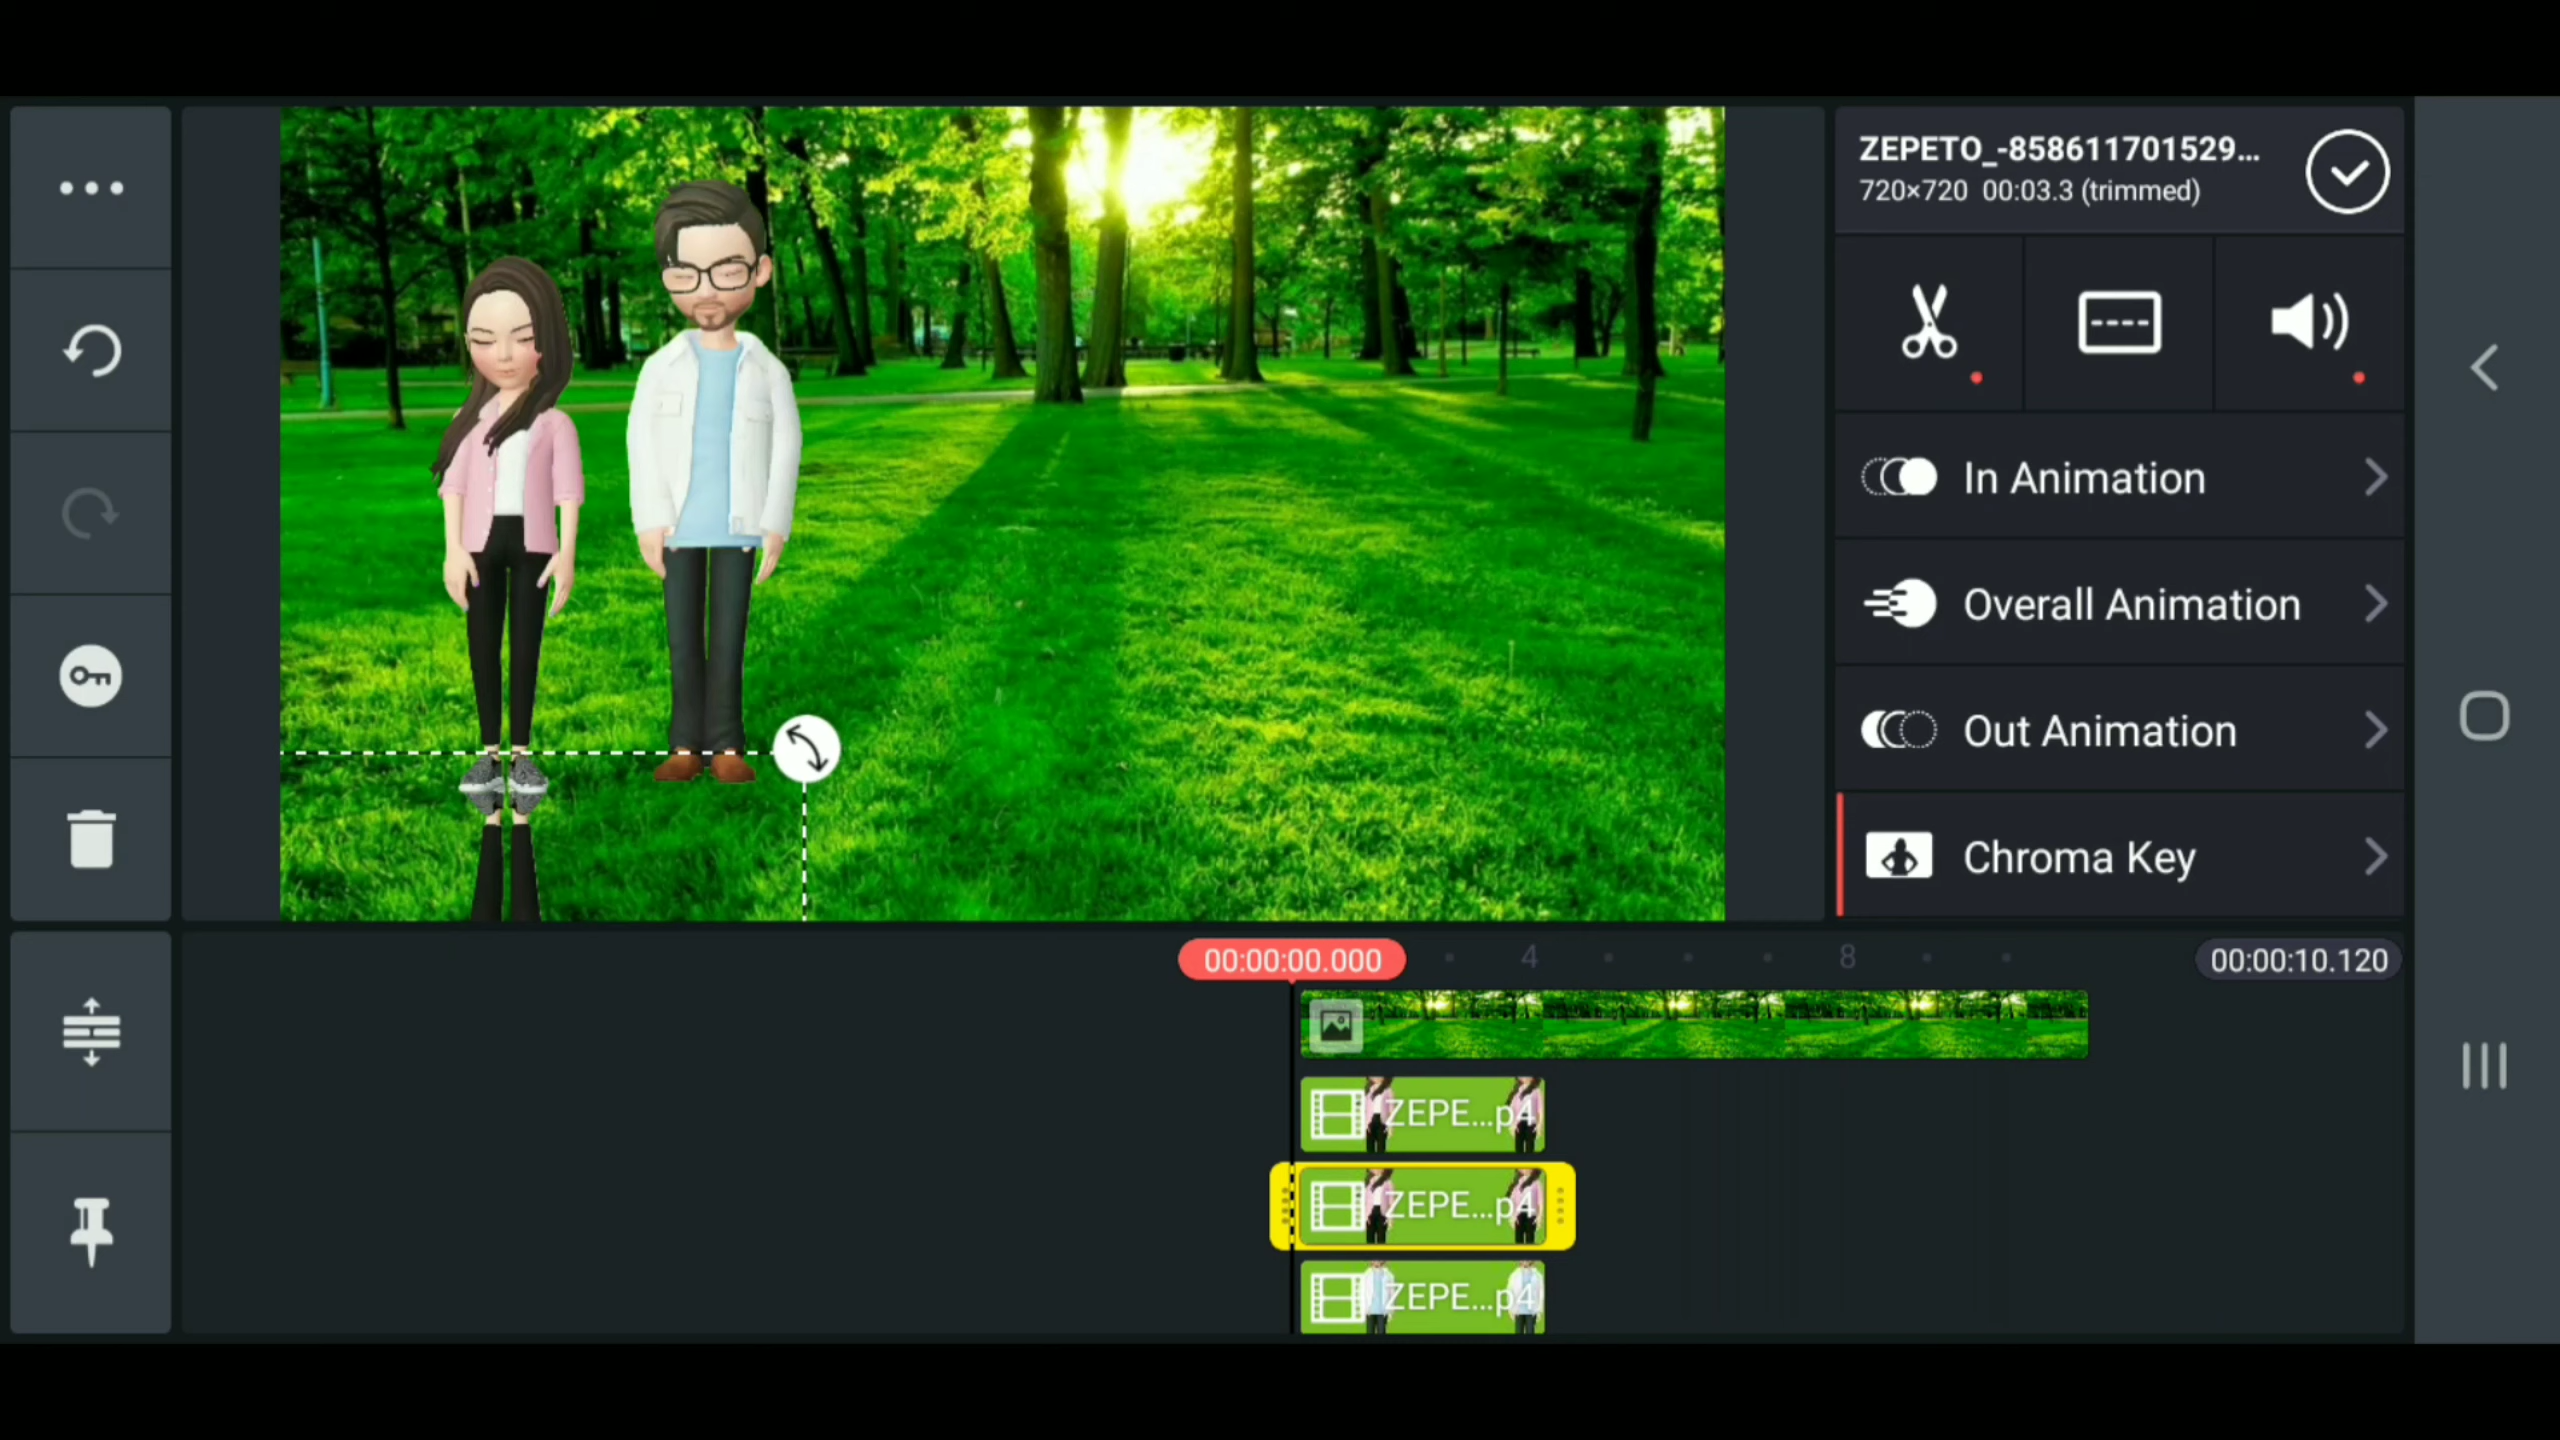 ZEPETO_-858611701529...
720×720 00:03.3 (trimmed)
In Animation
Overall Animation
Out Animation
Chroma Key
00:00:00.000
4
8
00:00:10.120
ZEPE...p4
ZEPE...p4
ZEPE...p4